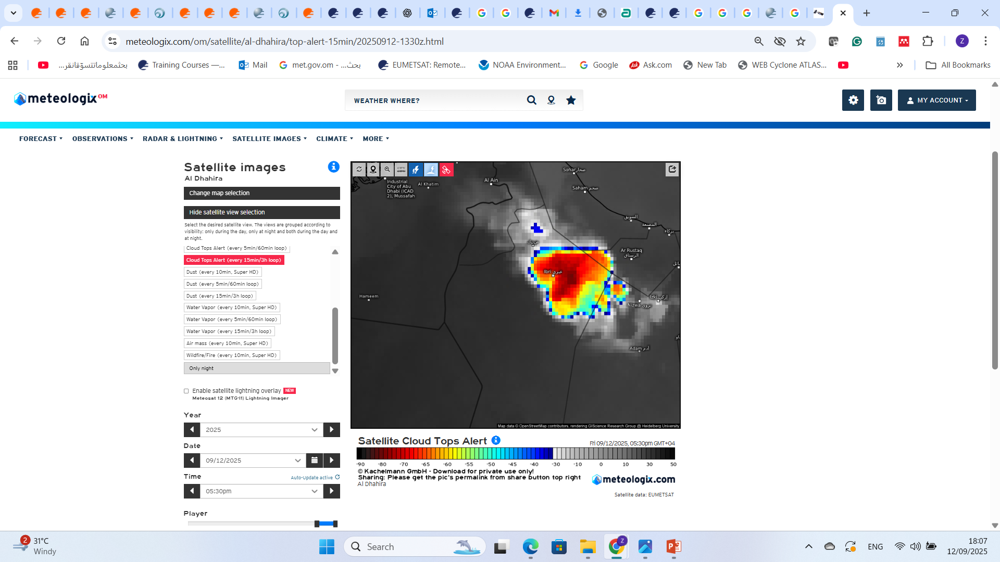 meteologix.com/om/satellite/al-dhahira/top-alert-15min/20250912-1330z.html
Z
بحثمعلوماتتسوّقانقر...
Training Courses —...
Mail
met.gov.om - بحث...
EUMETSAT: Remote...
NOAA Environment...
Google
Ask.com
New Tab
WEB Cyclone ATLAS...
»
All Bookmarks
meteologix OM
WEATHER WHERE?
MY ACCOUNT
FORECAST
OBSERVATIONS
RADAR & LIGHTNING
SATELLITE IMAGES
CLIMATE
MORE
Satellite images
Al Dhahira
Change map selection
Hide satellite view selection
Select the desired satellite view. The views are grouped according to
visibility: only during the day, only at night and both during the day and
at night.
Cloud Tops Alert (every 5min/60min loop)
Cloud Tops Alert (every 15min/3h loop)
Dust (every 10min, Super HD)
Dust (every 5min/60min loop)
Dust (every 15min/3h loop)
Water Vapor (every 10min, Super HD)
Water Vapor (every 5min/60min loop)
Water Vapor (every 15min/3h loop)
Air mass (every 10min, Super HD)
Wildfire/Fire (every 10min, Super HD)
Only night
Enable satellite lightning overlay NEW
Meteosat 12 (MTG-I1) Lightning Imager
Year
2025
Date
09/12/2025
Time
Auto-Update active
05:30pm
Player
CITY
Industrial
City of Abu
Dhabi (ICAD
2), Mussafah
Al Khatim
Al Ain
Sohar صحار
Saham صحم
السويق
المصنعة
بركاء
ضنك
Ar Rustaq
الرستاق
Ibri عبري
Hameem
Izki إزكي
Nizwa نزوى
Adam أدم
Map data © OpenStreetMap contributors, rendering GIScience Research Group @ Heidelberg University
Satellite Cloud Tops Alert
Fri 09/12/2025, 05:30pm GMT+04
-90 -80 -70 -65 -60 -55 -50 -45 -40 -30 -10 0 10 30 50
© Kachelmann GmbH - Download for private use only!
Sharing: Please get the pic's permalink from share button top right
Al Dhahira
meteologix.com
Satellite data: EUMETSAT
2
31°C
Windy
Search
Z
ENG
18:07
12/09/2025